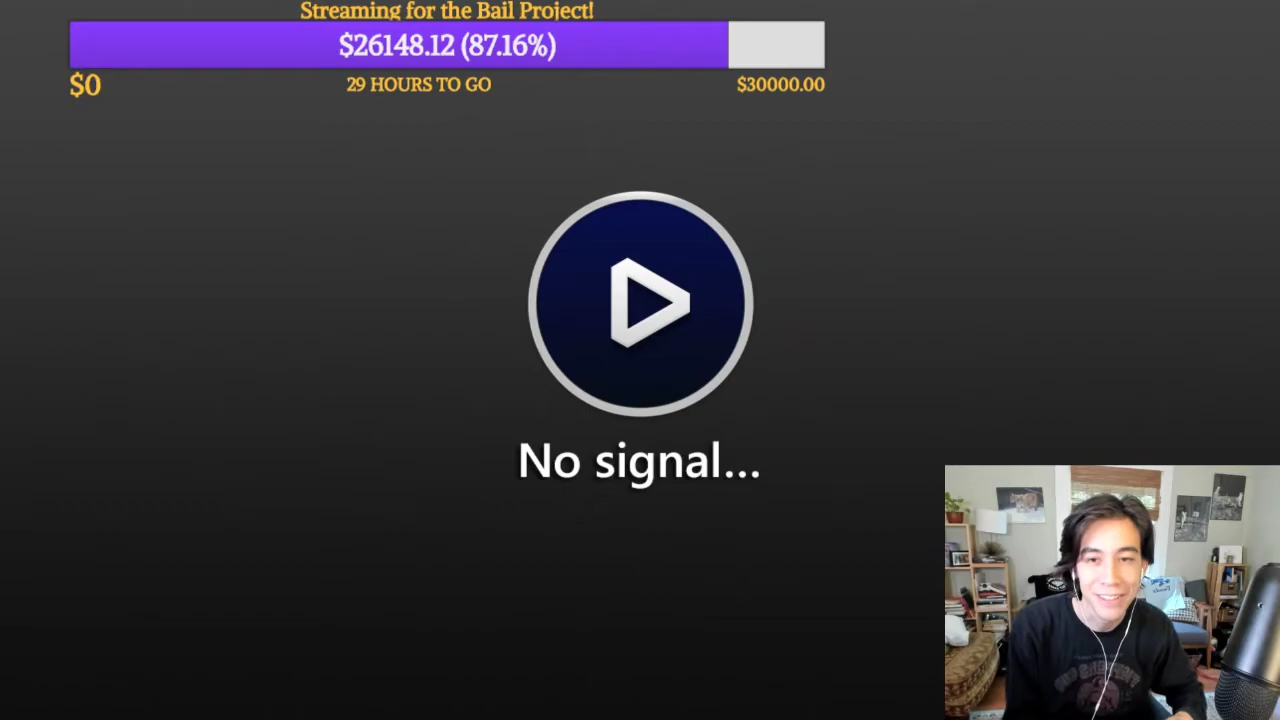 Streaming for the Bail Project!
$26148.12 (87.16%)
$0
29 HOURS TO GO
$30000.00
No signal...